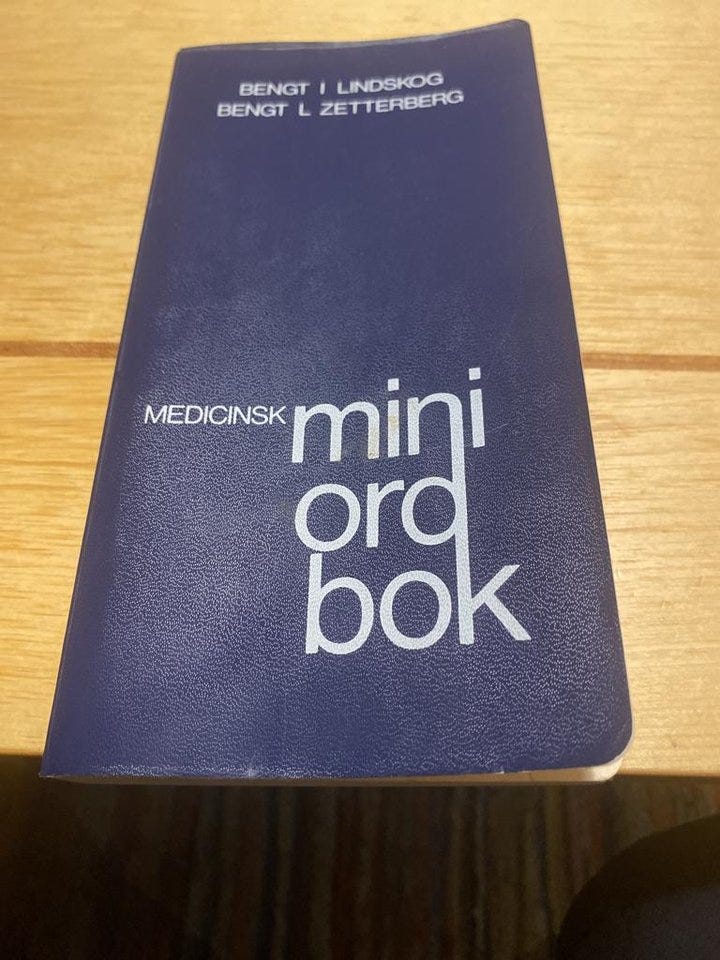 BENGT I LINDSKOG
BENGT L ZETTERBERG
MEDICINSK mini
ord
bok